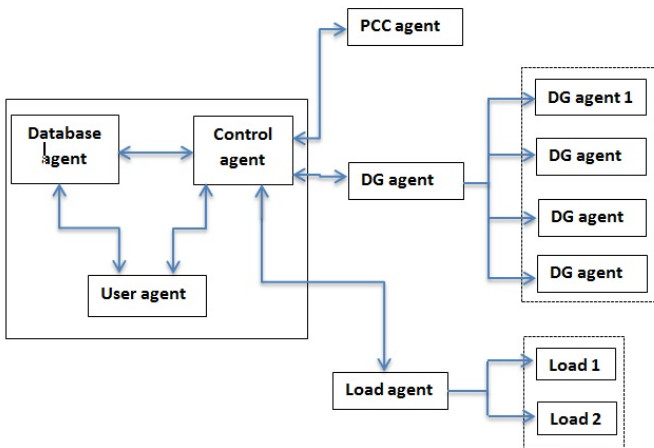 PCC agent
DG agent 1
Database
agent
Control
agent
DG agent
DG agent
DG agent
DG agent
User agent
Load agent
Load 1
Load 2